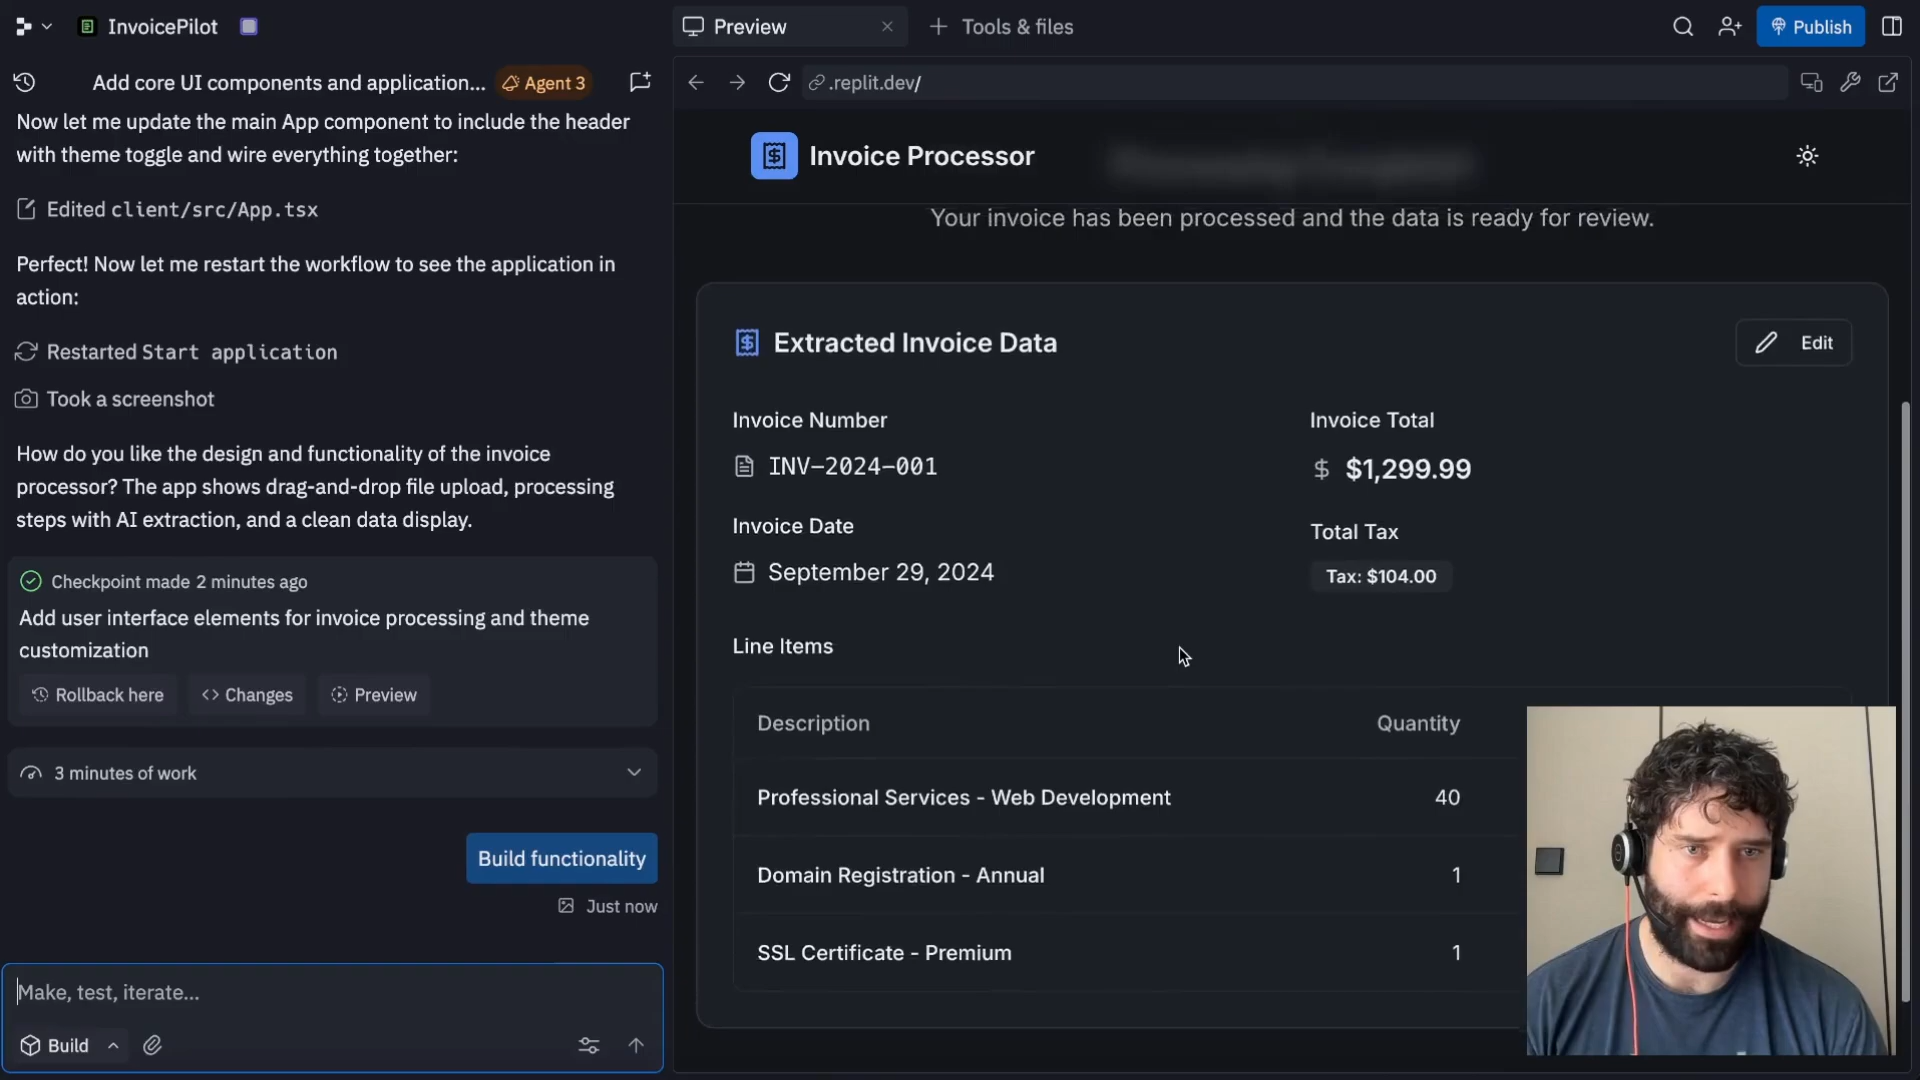 InvoicePilot
Preview
Tools & files
Publish
Add core UI components and application...
Agent 3
.replit.dev/
Now let me update the main App component to include the header
with theme toggle and wire everything together:
Edited client/src/App.tsx
Perfect! Now let me restart the workflow to see the application in
action:
Restarted Start application
Took a screenshot
How do you like the design and functionality of the invoice
processor? The app shows drag-and-drop file upload, processing
steps with AI extraction, and a clean data display.
Checkpoint made 2 minutes ago
Add user interface elements for invoice processing and theme
customization
Rollback here
Changes
Preview
3 minutes of work
Build functionality
Just now
Make, test, iterate...
Build
Invoice Processor
Your invoice has been processed and the data is ready for review.
Extracted Invoice Data
Edit
Invoice Number
INV-2024-001
Invoice Total
$ $1,299.99
Invoice Date
September 29, 2024
Total Tax
Tax: $104.00
Line Items
Description Quantity
Professional Services - Web Development 40
Domain Registration - Annual 1
SSL Certificate - Premium 1